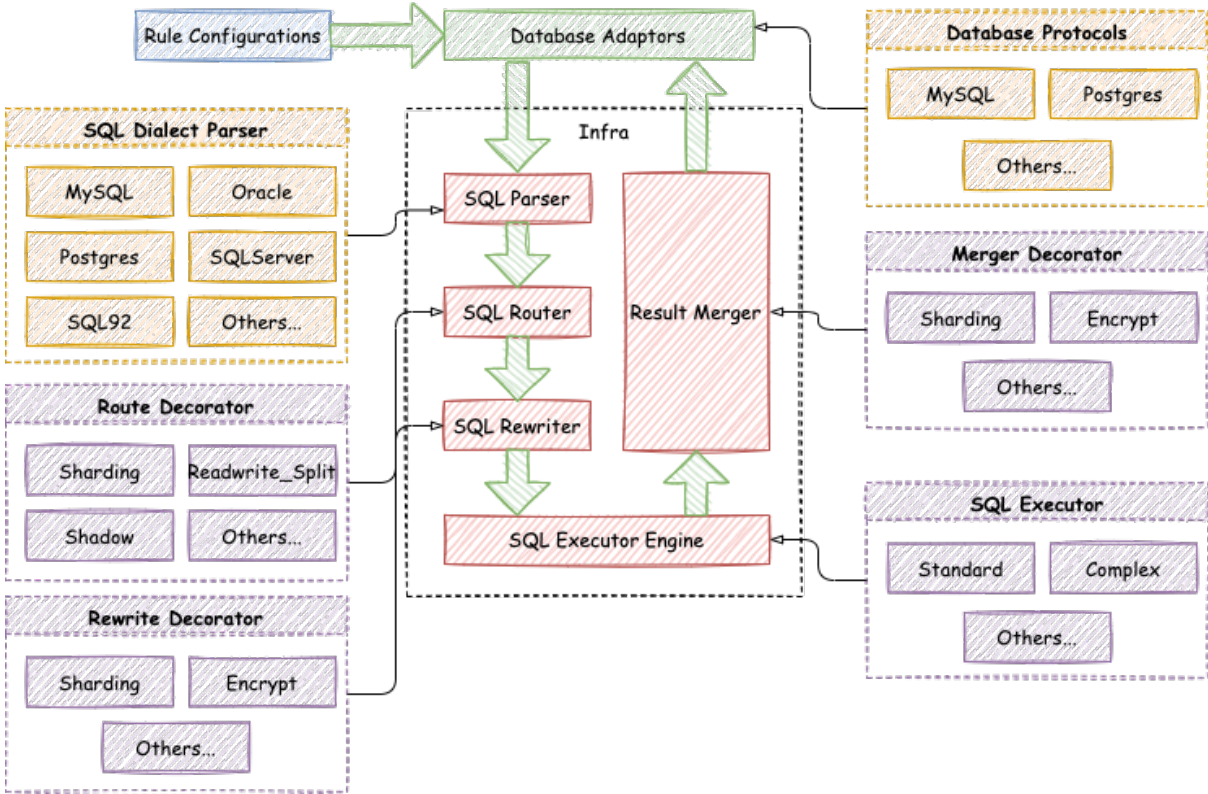 Rule Configurations
Database Adaptors
Database Protocols
MySQL
Postgres
Others...
SQL Dialect Parser
MySQL
Oracle
Postgres
SQLServer
SQL92
Others...
Infra
SQL Parser
SQL Router
SQL Rewriter
Result Merger
SQL Executor Engine
Merger Decorator
Sharding
Encrypt
Others...
Route Decorator
Sharding
Readwrite_Split
Shadow
Others...
SQL Executor
Standard
Complex
Others...
Rewrite Decorator
Sharding
Encrypt
Others...